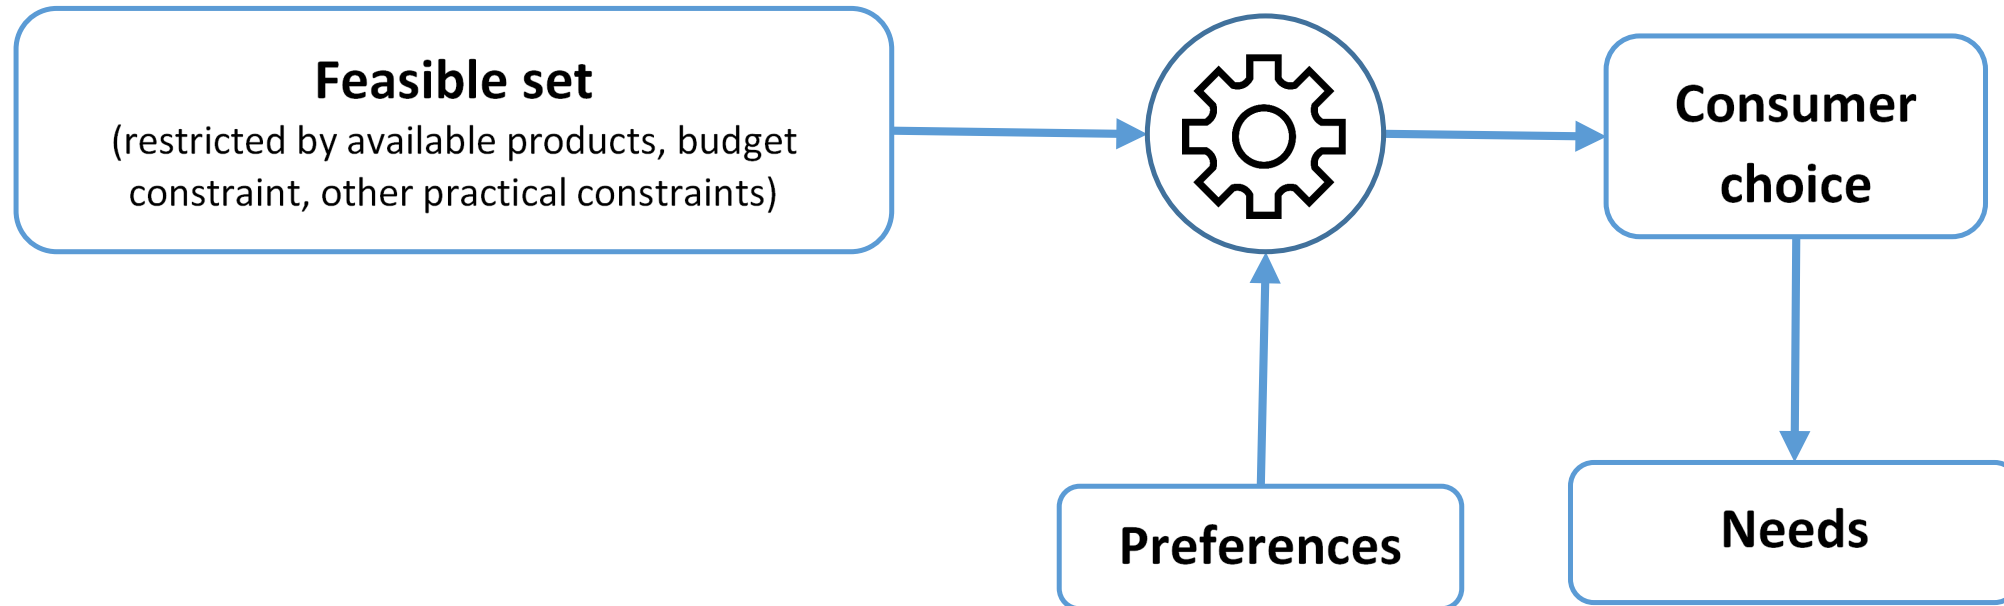 Feasible set
(restricted by available products, budget
constraint, other practical constraints)
Consumer
choice
Preferences
Needs